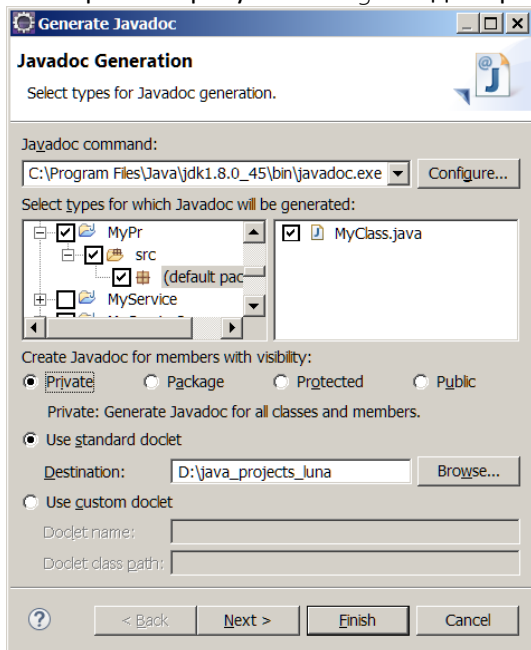 Generate Javadoc
Javadoc Generation
Select types for Javadoc generation.
Javadoc command:
C:\Program Files\Java\jdk1.8.0_45\bin\javadoc.exe Configure...
Select types for which Javadoc will be generated:
MyPr MyClass.java
src
(default pac
MyService
Create Javadoc for members with visibility:
Private Package Protected Public
Private: Generate Javadoc for all classes and members.
Use standard doclet
Destination: D:\java_projects_luna Browse...
Use custom doclet
Doclet name:
Doclet class path:
? < Back Next > Finish Cancel